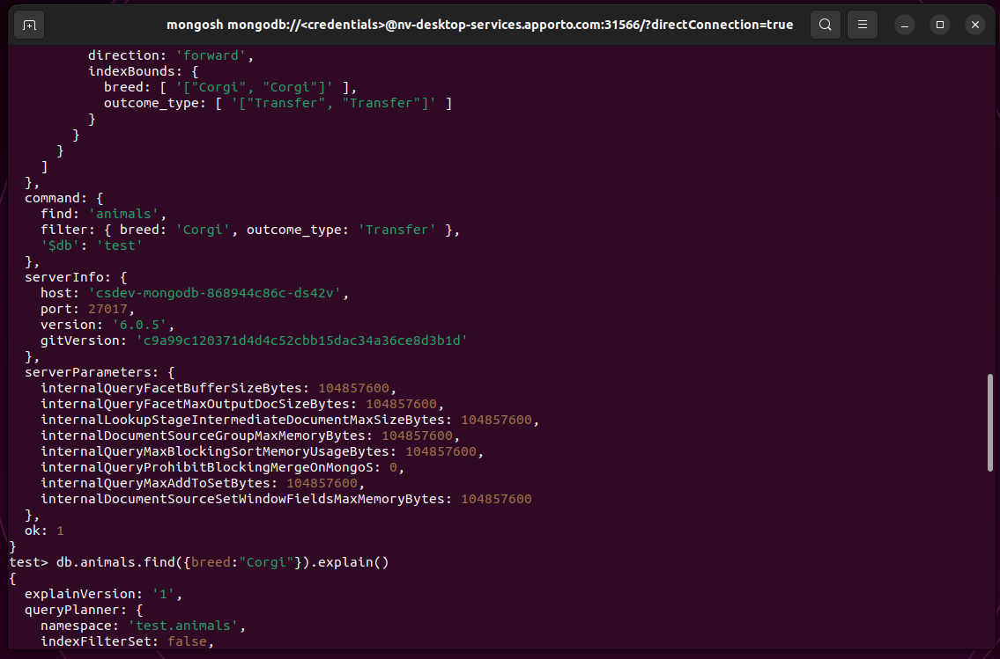 mongosh mongodb://<credentials>@nv-desktop-services.apporto.com:31566/?directConnection=true
direction: 'forward',
indexBounds: {
breed: [ '["Corgi", "Corgi"]' ],
outcome_type: [ '["Transfer", "Transfer"]' ]
}
}
}
]
},
command: {
find: 'animals',
filter: { breed: 'Corgi', outcome_type: 'Transfer' },
'$db': 'test'
},
serverInfo: {
host: 'csdev-mongodb-868944c86c-ds42v',
port: 27017,
version: '6.0.5',
gitVersion: 'c9a99c120371d4d4c52cbb15dac34a36ce8d3b1d'
},
serverParameters: {
internalQueryFacetBufferSizeBytes: 104857600,
internalQueryFacetMaxOutputDocSizeBytes: 104857600,
internalLookupStageIntermediateDocumentMaxSizeBytes: 104857600,
internalDocumentSourceGroupMaxMemoryBytes: 104857600,
internalQueryMaxBlockingSortMemoryUsageBytes: 104857600,
internalQueryProhibitBlockingMergeOnMongoS: 0,
internalQueryMaxAddToSetBytes: 104857600,
internalDocumentSourceSetWindowFieldsMaxMemoryBytes: 104857600
},
ok: 1
}
test> db.animals.find({breed:"Corgi"}).explain()
{
explainVersion: '1',
queryPlanner: {
namespace: 'test.animals',
indexFilterSet: false,